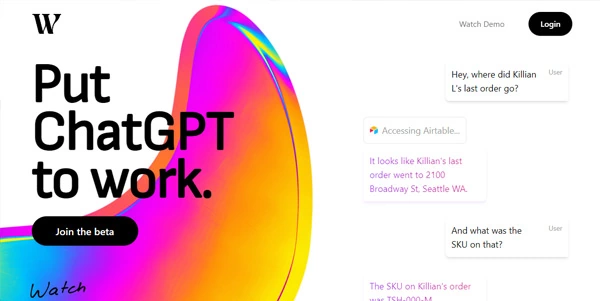 W
Watch Demo
Login
Put
ChatGPT
to work.
Join the beta
Watch
Hey, where did Killian
L's last order go?
User
Accessing Airtable...
It looks like Killian's last
order went to 2100
Broadway St, Seattle WA.
And what was the
SKU on that?
User
The SKU on Killian's order
was TSH-000-M